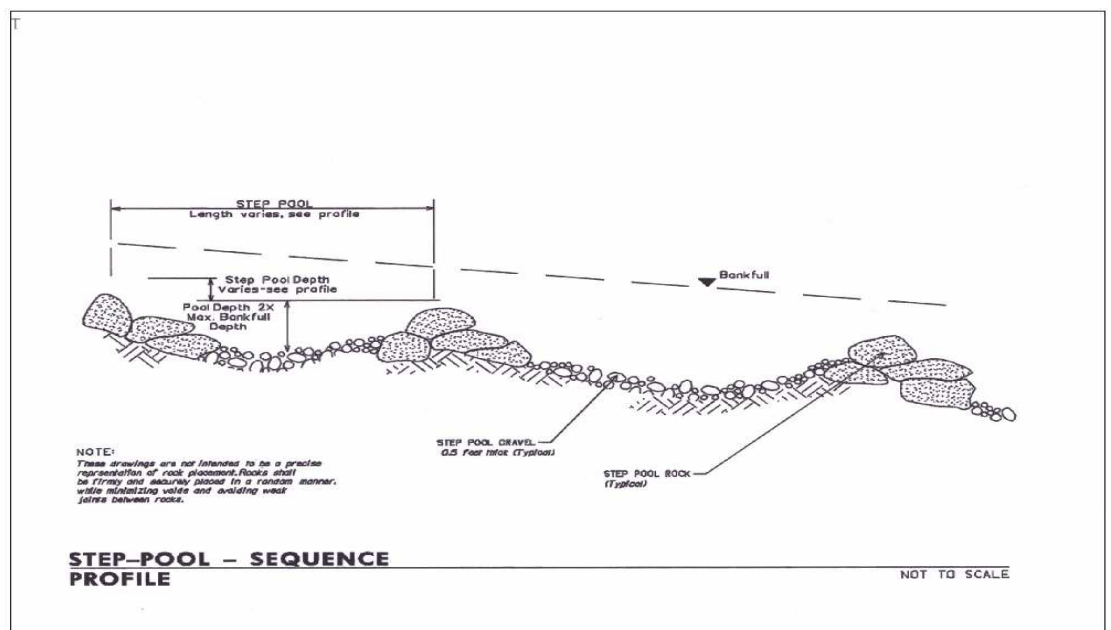 T
STEP POOL
Length varies, see profile
Bankfull
Step Pool Depth
varies-see profile
Pool Depth 2X
Max. Bankfull
Depth
STEP POOL GRAVEL
0.5 feet thick (Typical)
STEP POOL ROCK
(Typical)
NOTE:
These drawings are not intended to be a precise
reprsentation of rock placement. Rocks shall
be firmly and securely placed in a random manner,
while minimizing voids and avoiding weak
joints between rocks.
STEP–POOL – SEQUENCE
PROFILE
NOT TO SCALE